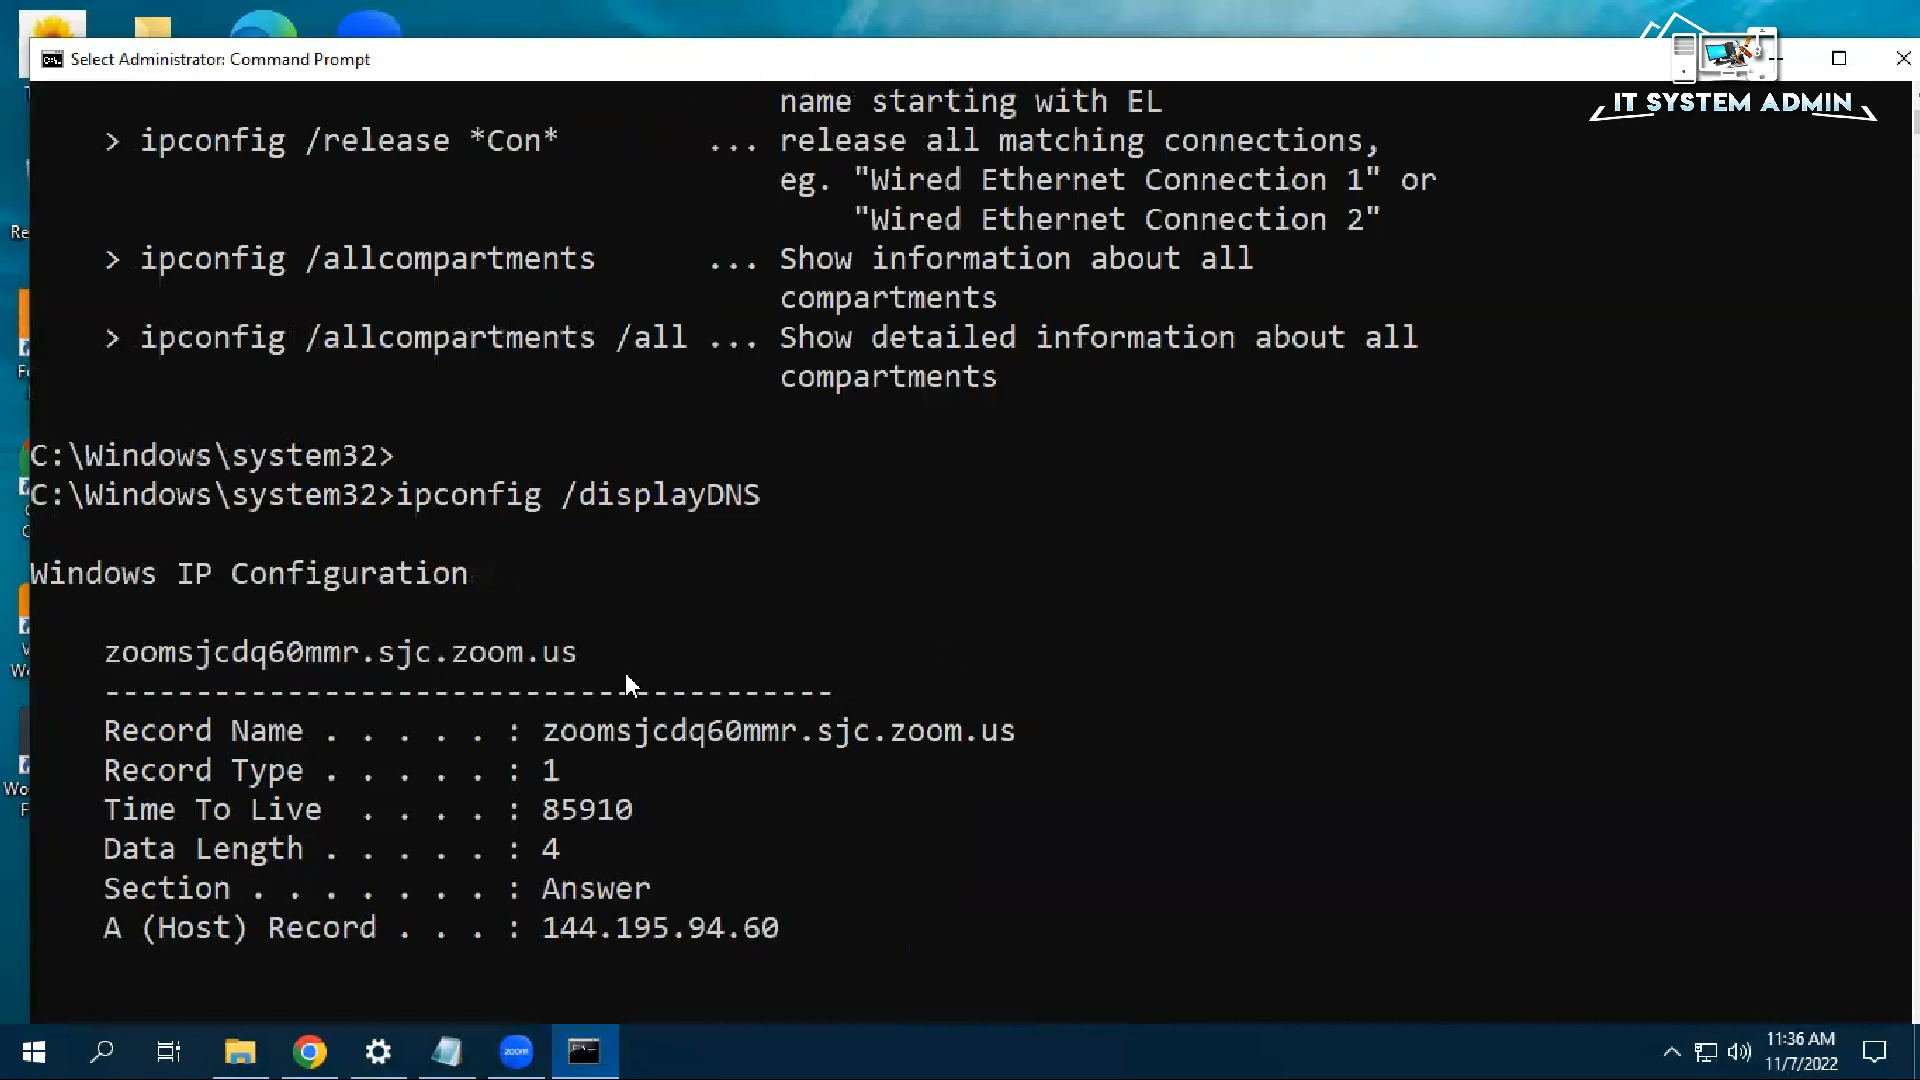 Select Administrator: Command Prompt
IT SYSTEM ADMIN
name starting with EL
> ipconfig /release *Con* ... release all matching connections,
eg. "Wired Ethernet Connection 1" or
"Wired Ethernet Connection 2"
> ipconfig /allcompartments ... Show information about all
compartments
> ipconfig /allcompartments /all ... Show detailed information about all
compartments
C:\Windows\system32>
C:\Windows\system32>ipconfig /displayDNS
Windows IP Configuration
zoomsjcdq60mmr.sjc.zoom.us
----------------------------------------
Record Name . . . . . : zoomsjcdq60mmr.sjc.zoom.us
Record Type . . . . . : 1
Time To Live  . . . . : 85910
Data Length . . . . . : 4
Section . . . . . . . : Answer
A (Host) Record . . . : 144.195.94.60
zoom
11:36 AM
11/7/2022